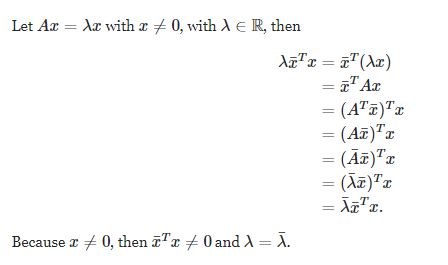 Let Ax = λx with x ≠ 0, with λ ∈ ℝ, then
λx̄ᵀx = x̄ᵀ(λx)
= x̄ᵀAx
= (Aᵀx̄)ᵀx
= (Ax̄)ᵀx
= (Āx̄)ᵀx
= (λ̄x̄)ᵀx
= λ̄x̄ᵀx.
Because x ≠ 0, then x̄ᵀx ≠ 0 and λ = λ̄.